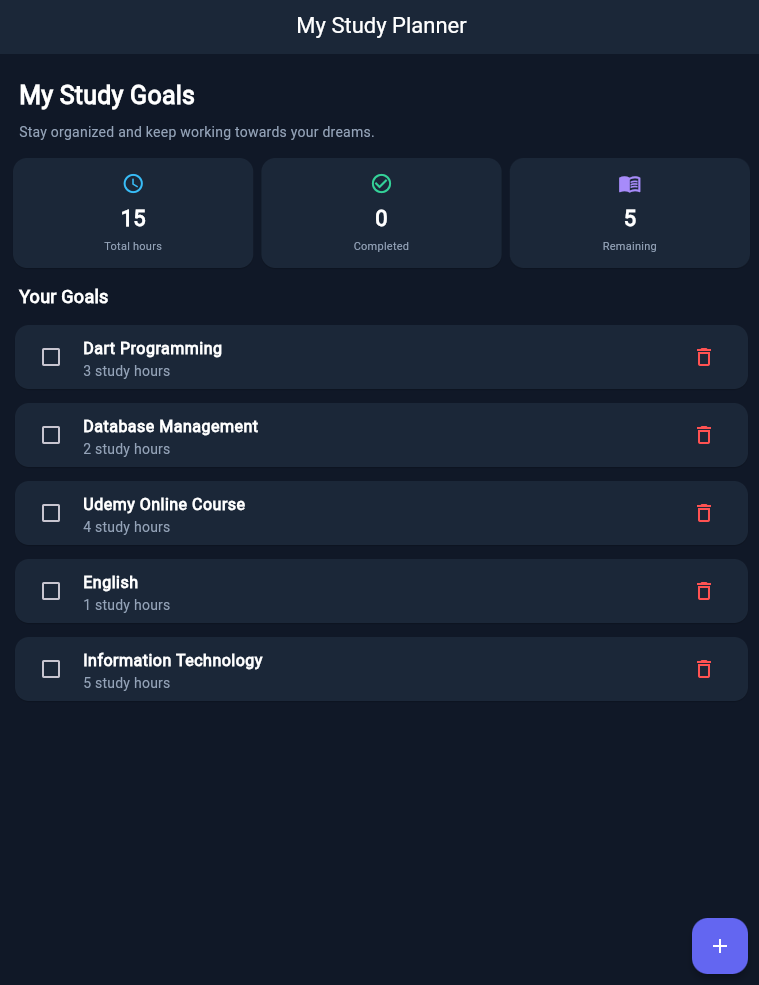 My Study Planner
My Study Goals
Stay organized and keep working towards your dreams.
15
Total hours
0
Completed
5
Remaining
Your Goals
Dart Programming
3 study hours
Database Management
2 study hours
Udemy Online Course
4 study hours
English
1 study hours
Information Technology
5 study hours